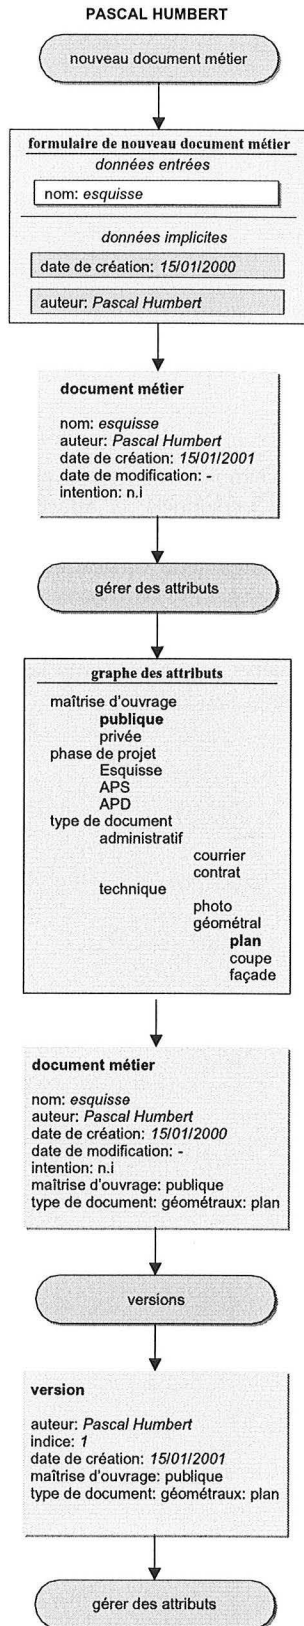 PASCAL HUMBERT
nouveau document métier
formulaire de nouveau document métier
données entrées
nom: esquisse
données implicites
date de création: 15/01/2000
auteur: Pascal Humbert
document métier
nom: esquisse
auteur: Pascal Humbert
date de création: 15/01/2001
date de modification: -
intention: n.i
gérer des attributs
graphe des attributs
maîtrise d'ouvrage
publique
privée
phase de projet
Esquisse
APS
APD
type de document
administratif
courrier
contrat
technique
photo
géométral
plan
coupe
façade
document métier
nom: esquisse
auteur: Pascal Humbert
date de création: 15/01/2000
date de modification: -
intention: n.i
maîtrise d'ouvrage: publique
type de document: géométraux: plan
versions
version
auteur: Pascal Humbert
indice: 1
date de création: 15/01/2001
maîtrise d'ouvrage: publique
type de document: géométraux: plan
gérer des attributs